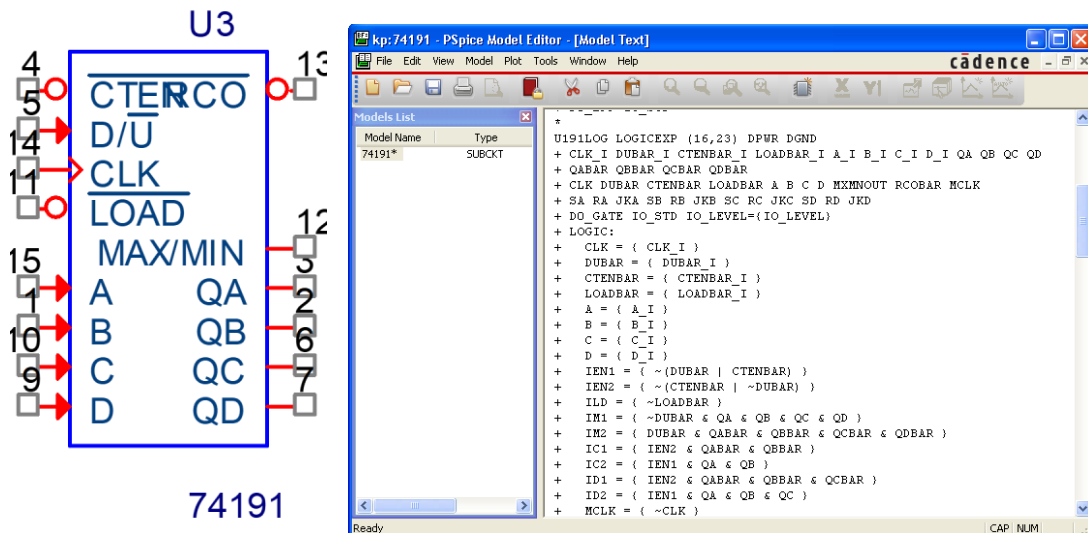 U3
4
13
CTEN RCO
5
D/U
14
CLK
11
LOAD
12
MAX/MIN
15
3
A QA
1
2
B QB
10
6
C QC
9
7
D QD
74191
kp:74191 - PSpice Model Editor - [Model Text]
File Edit View Model Plot Tools Window Help
cādence
Models List
Model Name Type
74191* SUBCKT
*
U191LOG LOGICEXP (16,23) DPWR DGND
+ CLK_I DUBAR_I CTENBAR_I LOADBAR_I A_I B_I C_I D_I QA QB QC QD
+ QABAR QBBAR QCBAR QDBAR
+ CLK DUBAR CTENBAR LOADBAR A B C D MXMNOUT RCOBAR MCLK
+ SA RA JKA SB RB JKB SC RC JKC SD RD JKD
+ D0_GATE IO_STD IO_LEVEL={IO_LEVEL}
+ LOGIC:
+ CLK = { CLK_I }
+ DUBAR = { DUBAR_I }
+ CTENBAR = { CTENBAR_I }
+ LOADBAR = { LOADBAR_I }
+ A = { A_I }
+ B = { B_I }
+ C = { C_I }
+ D = { D_I }
+ IEN1 = { ~(DUBAR | CTENBAR) }
+ IEN2 = { ~(CTENBAR | ~DUBAR) }
+ ILD = { ~LOADBAR }
+ IM1 = { ~DUBAR & QA & QB & QC & QD }
+ IM2 = { DUBAR & QABAR & QBBAR & QCBAR & QDBAR }
+ IC1 = { IEN2 & QABAR & QBBAR }
+ IC2 = { IEN1 & QA & QB }
+ ID1 = { IEN2 & QABAR & QBBAR & QCBAR }
+ ID2 = { IEN1 & QA & QB & QC }
+ MCLK = { ~CLK }
Ready
CAP NUM